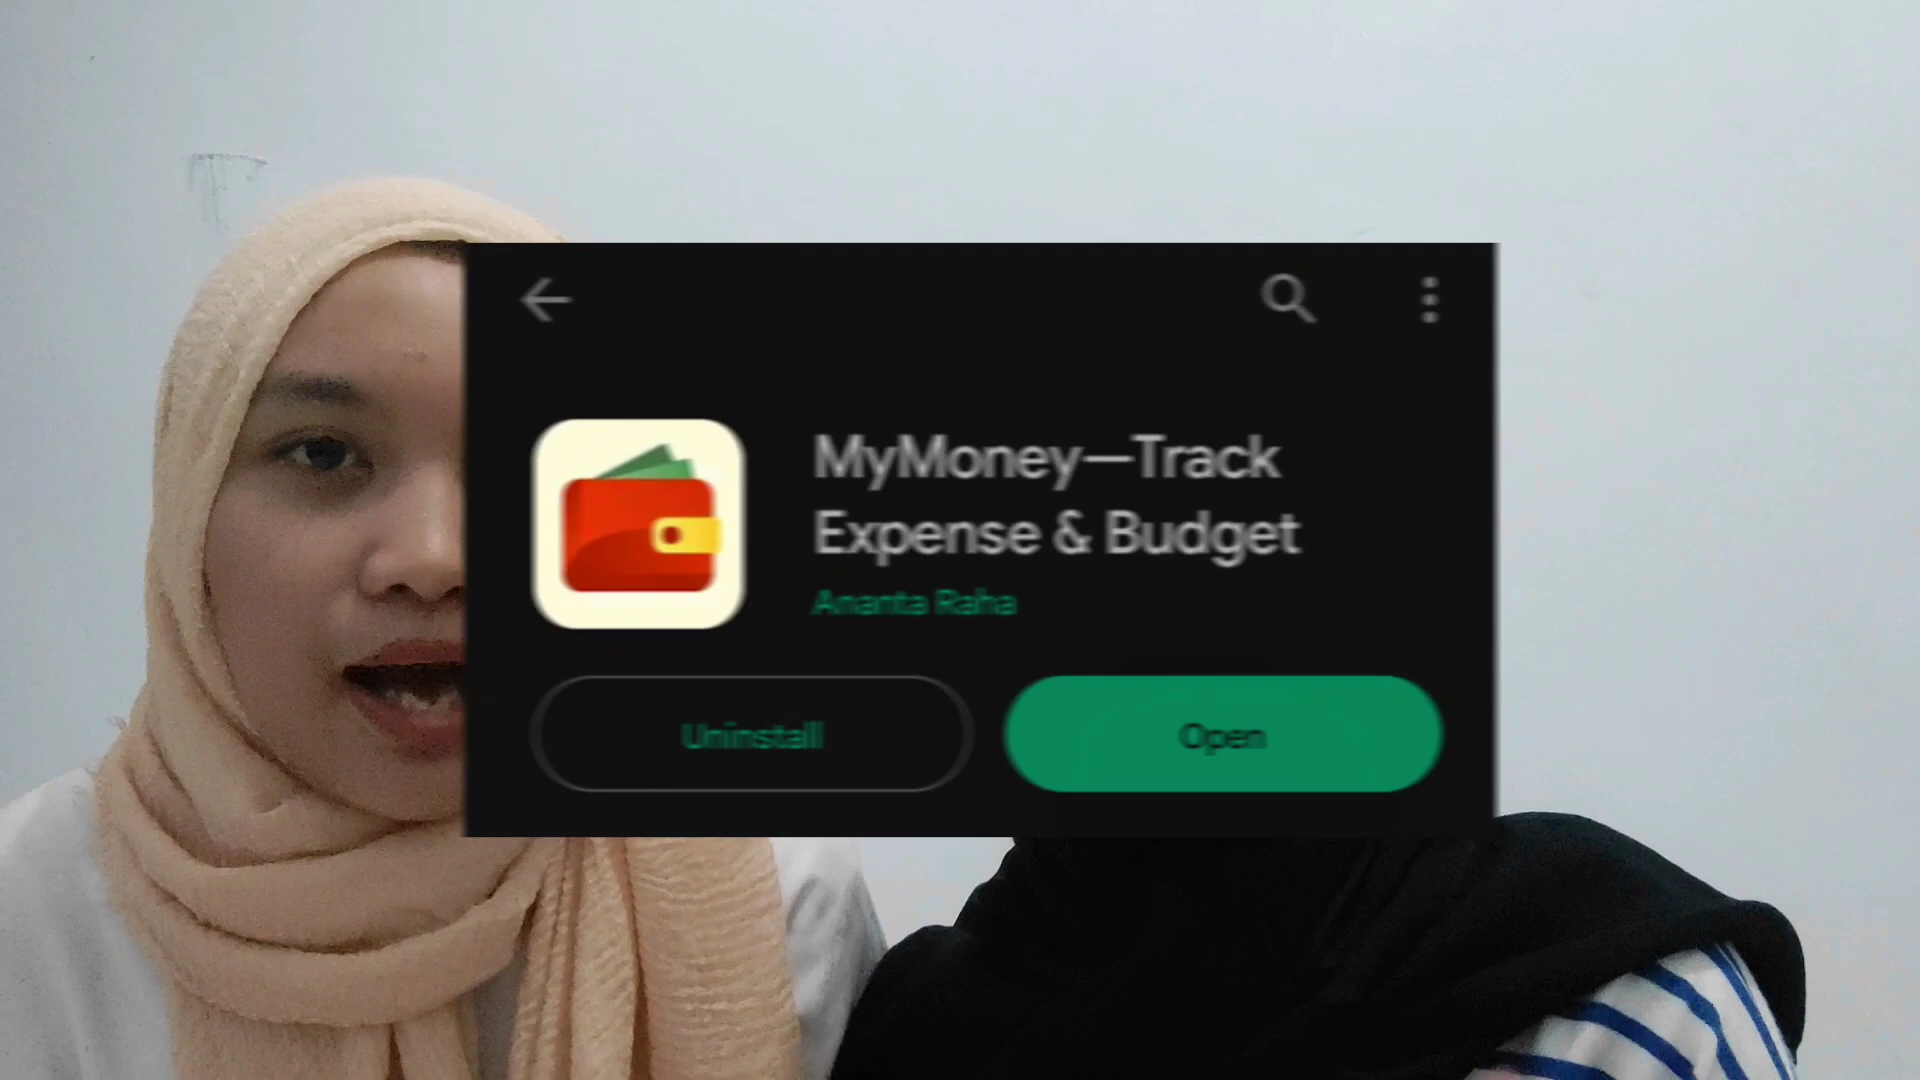 MyMoney—Track
Expense & Budget
Ananta Raha
Uninstall
Open